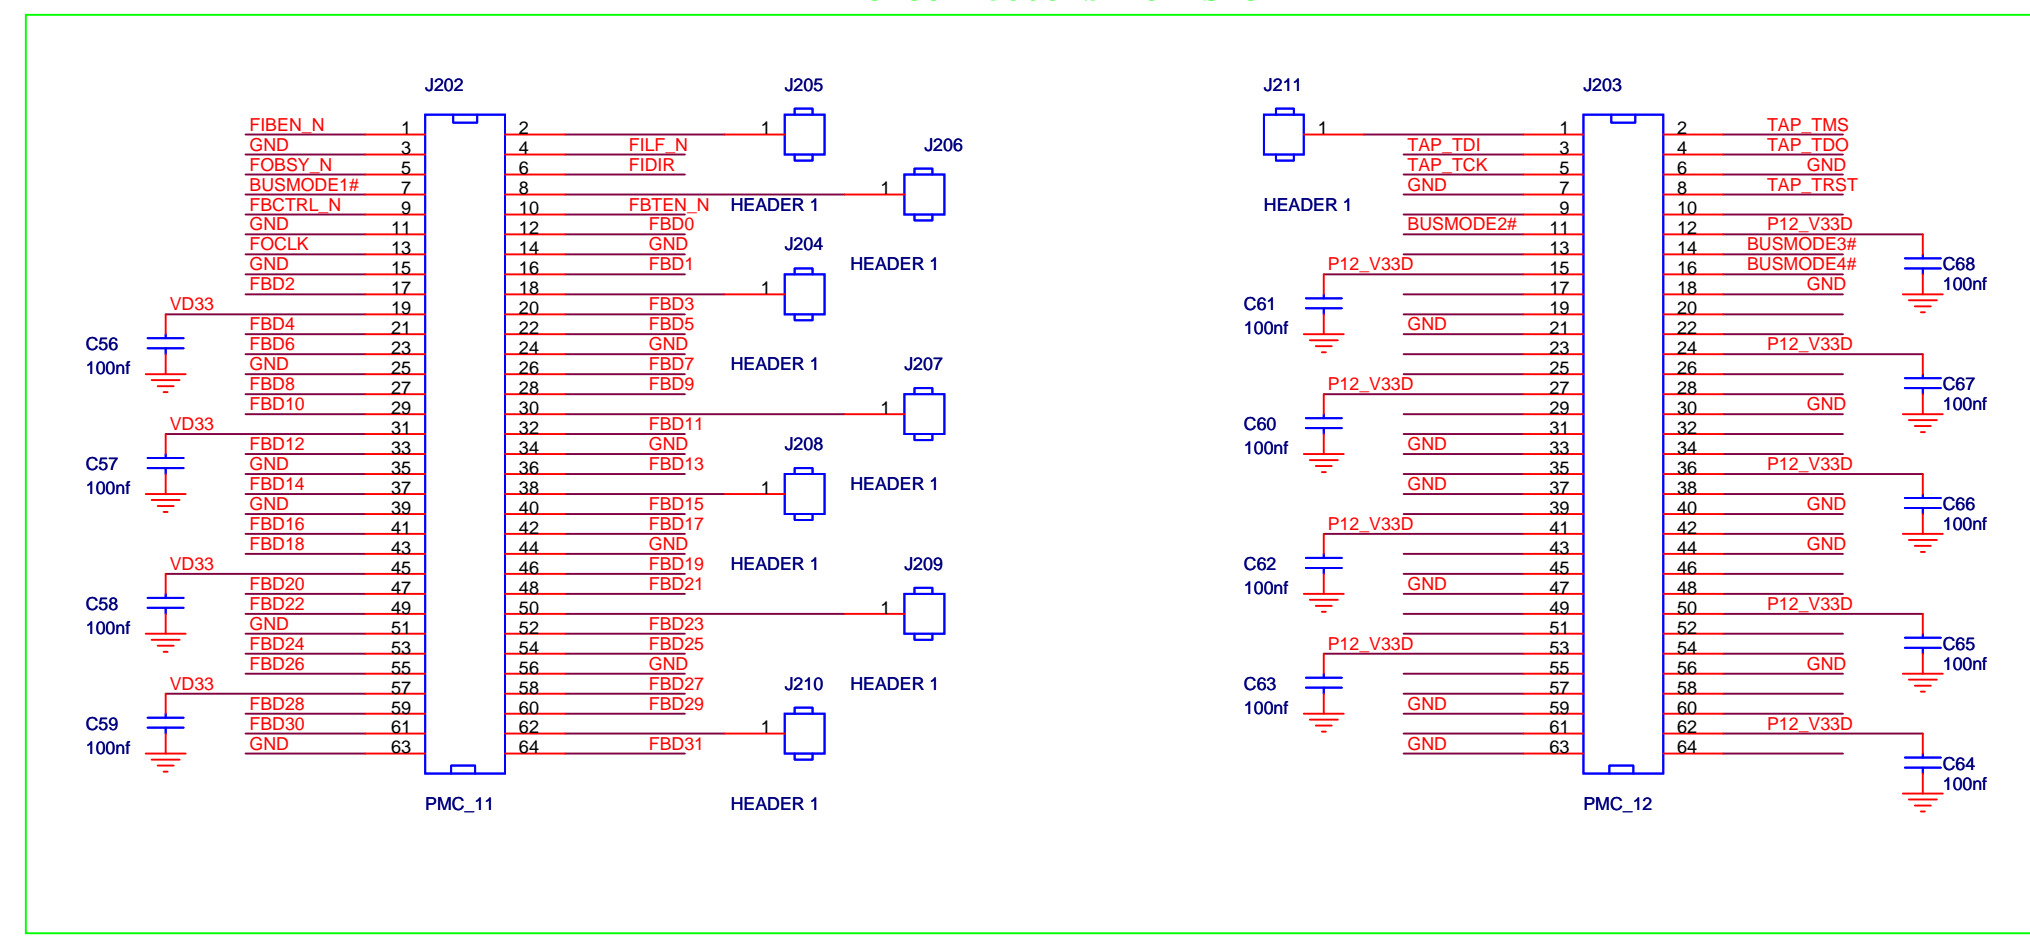 J202 J205 J211 J203
FIBEN_N 1 2 1 1 1 2 TAP_TMS
GND 3 4 FILF_N J206 TAP_TDI 3 4 TAP_TDO
FOBSY_N 5 6 FIDIR TAP_TCK 5 6 GND
BUSMODE1# 7 8 1 GND 7 8 TAP_TRST
FBCTRL_N 9 10 FBTEN_N HEADER 1 HEADER 1 9 10
GND 11 12 FBD0 BUSMODE2# 11 12 P12_V33D
FOCLK 13 14 GND J204 13 14 BUSMODE3#
GND 15 16 FBD1 HEADER 1 P12_V33D 15 16 BUSMODE4# C68
FBD2 17 18 1 17 18 GND 100nf
VD33 19 20 FBD3 C61 19 20
FBD4 21 22 FBD5 100nf GND 21 22
C56 FBD6 23 24 GND 23 24 P12_V33D
100nf GND 25 26 FBD7 HEADER 1 J207 25 26
FBD8 27 28 FBD9 P12_V33D 27 28 C67
FBD10 29 30 1 29 30 GND 100nf
VD33 31 32 FBD11 C60 31 32
FBD12 33 34 GND J208 100nf GND 33 34
C57 GND 35 36 FBD13 35 36 P12_V33D
100nf FBD14 37 38 1 HEADER 1 GND 37 38
GND 39 40 FBD15 39 40 GND C66
FBD16 41 42 FBD17 P12_V33D 41 42 100nf
FBD18 43 44 GND 43 44 GND
VD33 45 46 FBD19 HEADER 1 J209 C62 45 46
FBD20 47 48 FBD21 100nf GND 47 48
C58 FBD22 49 50 1 49 50 P12_V33D
100nf GND 51 52 FBD23 51 52
FBD24 53 54 FBD25 P12_V33D 53 54 C65
FBD26 55 56 GND 55 56 GND 100nf
VD33 57 58 FBD27 J210 HEADER 1 C63 57 58
FBD28 59 60 FBD29 100nf GND 59 60
C59 FBD30 61 62 1 61 62 P12_V33D
100nf GND 63 64 FBD31 GND 63 64
C64
100nf
PMC_11 HEADER 1 PMC_12